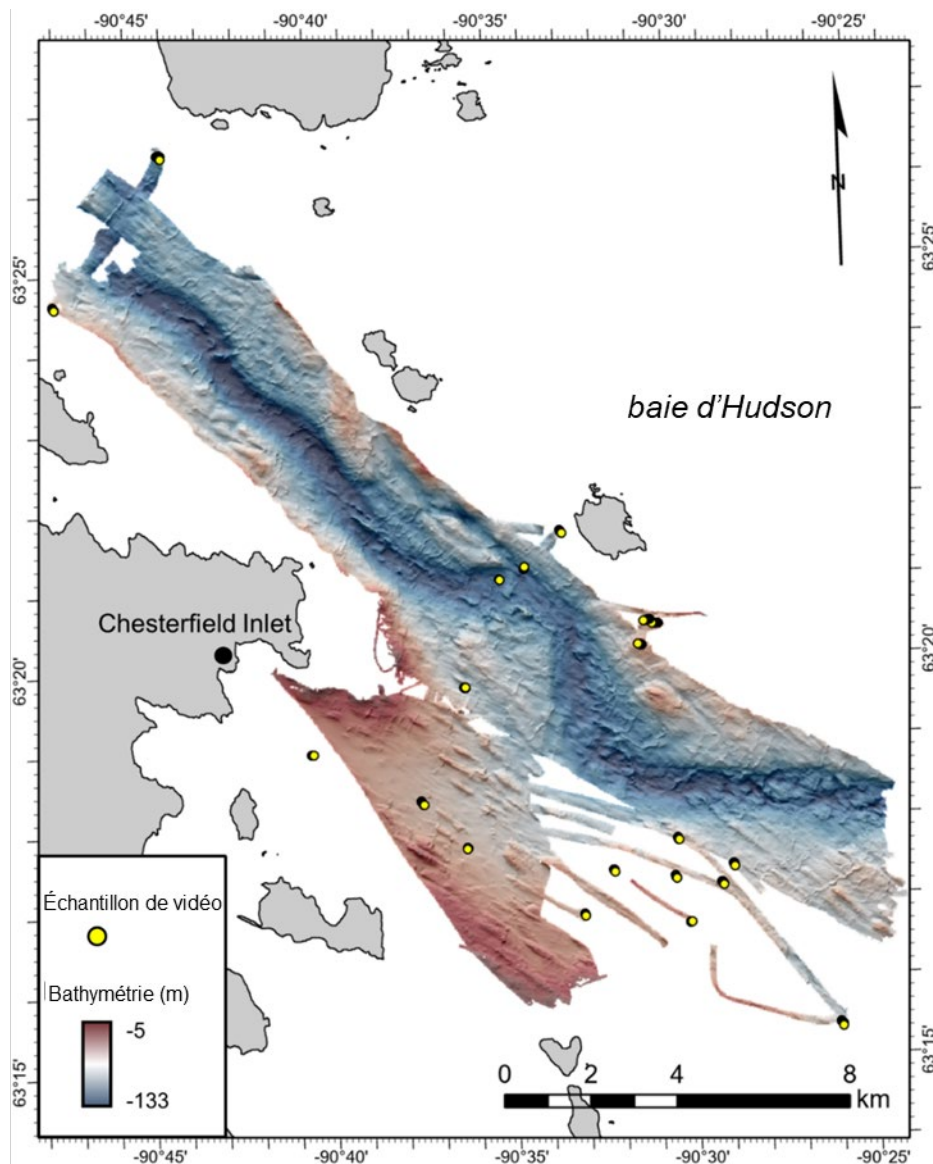 -90°45' -90°40' -90°35' -90°30' -90°25'
N
63°25'
63°25'
baie d'Hudson
Chesterfield Inlet
63°20'
63°20'
Échantillon de vidéo
Bathymétrie (m)
-5
-133
63°15'
63°15'
0 2 4 8
km
-90°45' -90°40' -90°35' -90°30' -90°25'